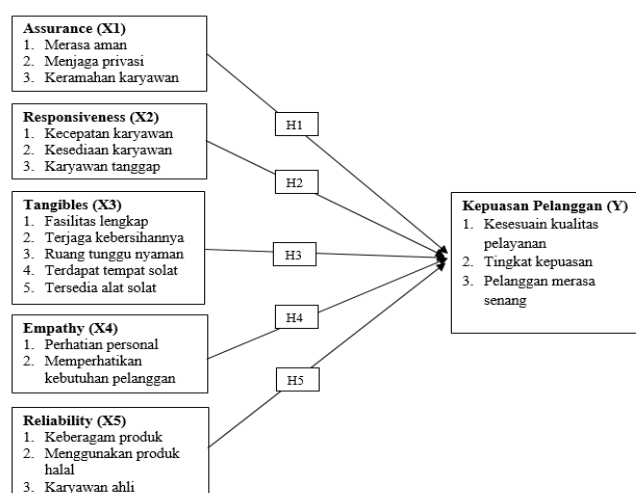 Assurance (X1)
1. Merasa aman
2. Menjaga privasi
3. Keramahan karyawan
Responsiveness (X2)
1. Kecepatan karyawan
2. Kesediaan karyawan
3. Karyawan tanggap
Tangibles (X3)
1. Fasilitas lengkap
2. Terjaga kebersihannya
3. Ruang tunggu nyaman
4. Terdapat tempat solat
5. Tersedia alat solat
Empathy (X4)
1. Perhatian personal
2. Memperhatikan
kebutuhan pelanggan
Reliability (X5)
1. Keberagam produk
2. Menggunakan produk
halal
3. Karyawan ahli
H1
H2
H3
H4
H5
Kepuasan Pelanggan (Y)
1. Kesesuain kualitas
pelayanan
2. Tingkat kepuasan
3. Pelanggan merasa
senang